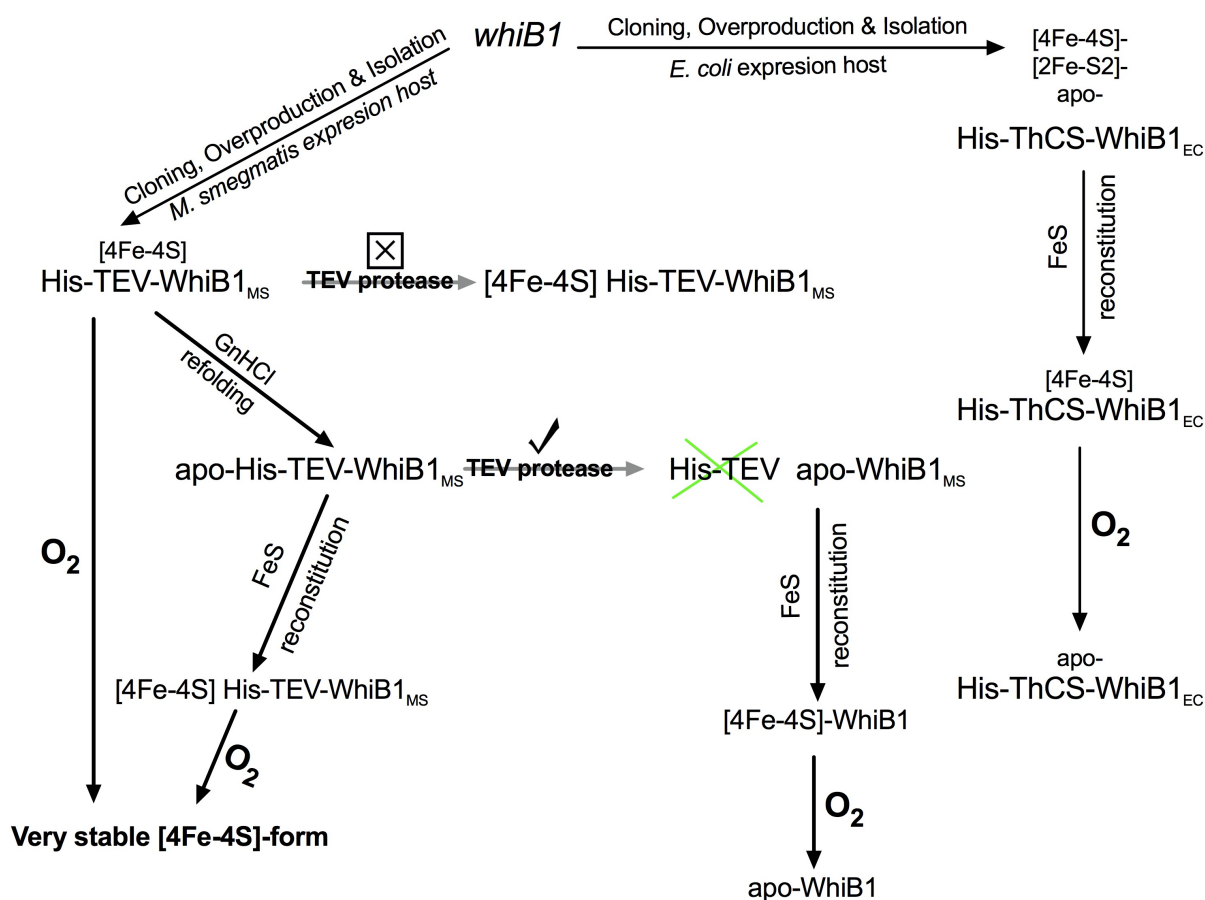 whiB1
Cloning, Overproduction & Isolation
E. coli expresion host
[4Fe-4S]-
[2Fe-S2]-
apo-
His-ThCS-WhiB1EC
Cloning, Overproduction & Isolation
M. smegmatis expresion host
[4Fe-4S]
His-TEV-WhiB1MS
TEV protease
[4Fe-4S] His-TEV-WhiB1MS
FeS
reconstitution
GnHCl
refolding
[4Fe-4S]
His-ThCS-WhiB1EC
apo-His-TEV-WhiB1MS
TEV protease
His-TEV
apo-WhiB1MS
O2
FeS
reconstitution
FeS
reconstitution
O2
apo-
His-ThCS-WhiB1EC
[4Fe-4S] His-TEV-WhiB1MS
[4Fe-4S]-WhiB1
O2
O2
Very stable [4Fe-4S]-form
apo-WhiB1